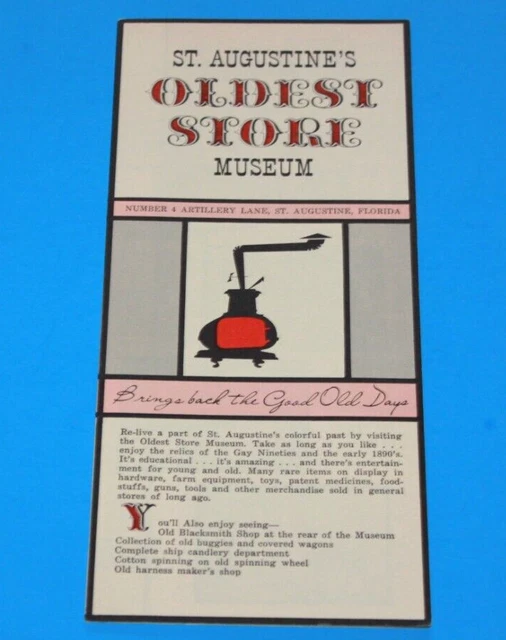 ST. AUGUSTINE'S
OLDEST
STORE
MUSEUM
NUMBER 4 ARTILLERY LANE, ST. AUGUSTINE, FLORIDA
Brings back the Good Old Days
Re-live a part of St. Augustine's colorful past by visiting
the Oldest Store Museum. Take as long as you like . . .
enjoy the relics of the Gay Nineties and the early 1890's.
It's educational . . . it's amazing . . . and there's entertain-
ment for young and old. Many rare items on display in
hardware, farm equipment, toys, patent medicines, food-
stuffs, guns, tools and other merchandise sold in general
stores of long ago.
You'll Also enjoy seeing—
Old Blacksmith Shop at the rear of the Museum
Collection of old buggies and covered wagons
Complete ship candlery department
Cotton spinning on old spinning wheel
Old harness maker's shop